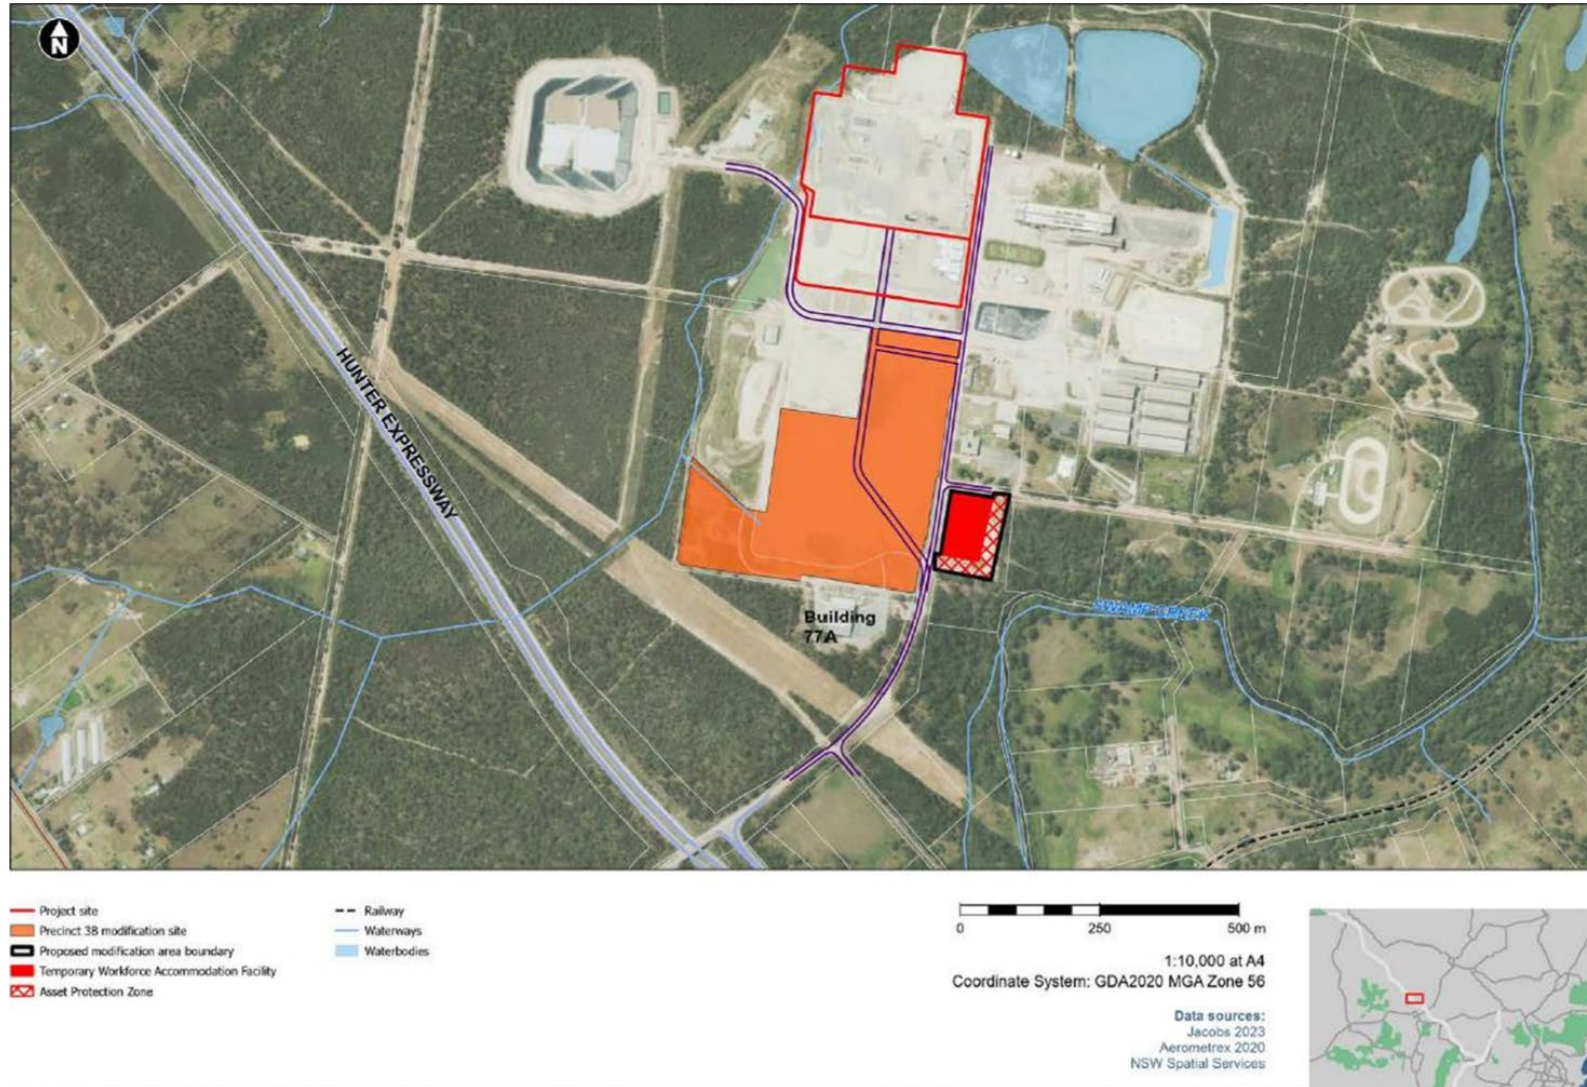 N
HUNTER EXPRESSWAY
Building
77A
SWAMP CREEK
Project site
Precinct 3B modification site
Proposed modification area boundary
Temporary Workforce Accommodation Facility
Asset Protection Zone
Railway
Waterways
Waterbodies
0 250 500 m
1:10,000 at A4
Coordinate System: GDA2020 MGA Zone 56
Data sources:
Jacobs 2023
Aerometrex 2020
NSW Spatial Services